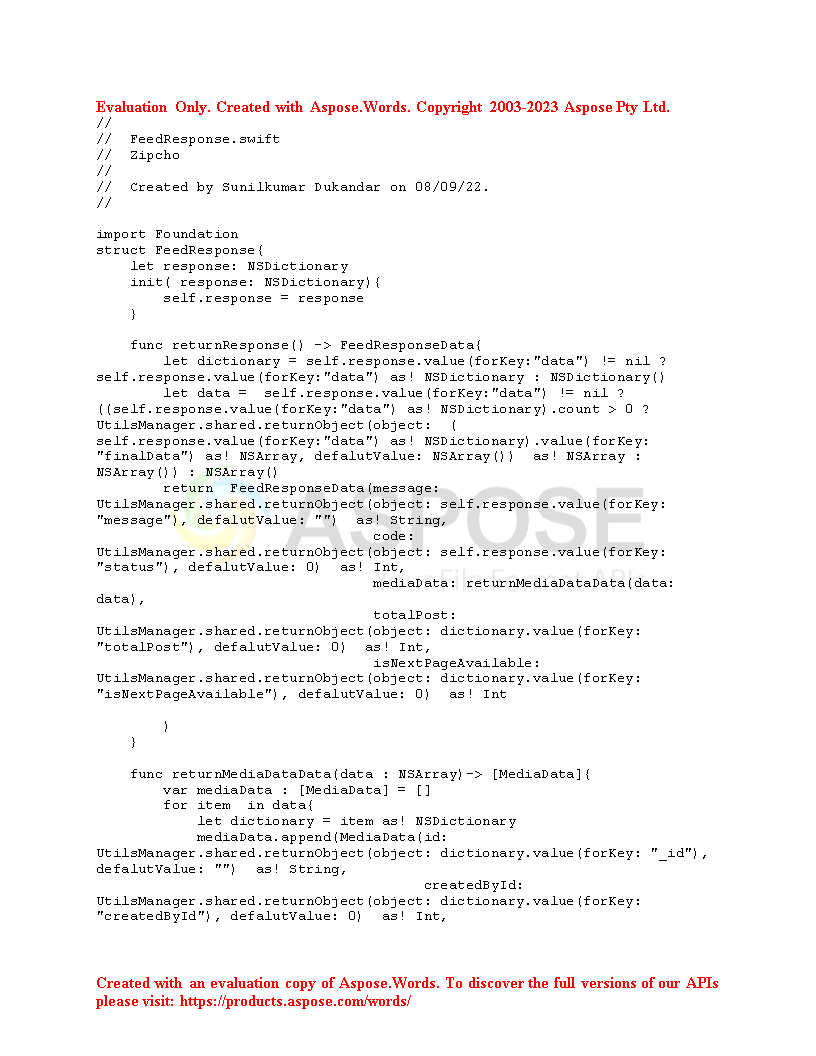 Evaluation Only. Created with Aspose.Words. Copyright 2003-2023 Aspose Pty Ltd.
//
//  FeedResponse.swift
//  Zipcho
//
//  Created by Sunilkumar Dukandar on 08/09/22.
//
import Foundation
struct FeedResponse{
    let response: NSDictionary
    init( response: NSDictionary){
        self.response = response
    }
    func returnResponse() -> FeedResponseData{
        let dictionary = self.response.value(forKey:"data") != nil ?
self.response.value(forKey:"data") as! NSDictionary : NSDictionary()
        let data =  self.response.value(forKey:"data") != nil ?
((self.response.value(forKey:"data") as! NSDictionary).count > 0 ?
UtilsManager.shared.returnObject(object:  (
self.response.value(forKey:"data") as! NSDictionary).value(forKey:
"finalData") as! NSArray, defalutValue: NSArray())  as! NSArray :
NSArray()) : NSArray()
        return  FeedResponseData(message:
UtilsManager.shared.returnObject(object: self.response.value(forKey:
"message"), defalutValue: "")  as! String,
                                 code:
UtilsManager.shared.returnObject(object: self.response.value(forKey:
"status"), defalutValue: 0)  as! Int,
                                 mediaData: returnMediaDataData(data:
data),
                                 totalPost:
UtilsManager.shared.returnObject(object: dictionary.value(forKey:
"totalPost"), defalutValue: 0)  as! Int,
                                 isNextPageAvailable:
UtilsManager.shared.returnObject(object: dictionary.value(forKey:
"isNextPageAvailable"), defalutValue: 0)  as! Int
        )
    }
    func returnMediaDataData(data : NSArray)-> [MediaData]{
        var mediaData : [MediaData] = []
        for item  in data{
            let dictionary = item as! NSDictionary
            mediaData.append(MediaData(id:
UtilsManager.shared.returnObject(object: dictionary.value(forKey: "_id"),
defalutValue: "")  as! String,
                                       createdById:
UtilsManager.shared.returnObject(object: dictionary.value(forKey:
"createdById"), defalutValue: 0)  as! Int,
ASPOSE
Your File Format APIs
Created with an evaluation copy of Aspose.Words. To discover the full versions of our APIs
please visit: https://products.aspose.com/words/